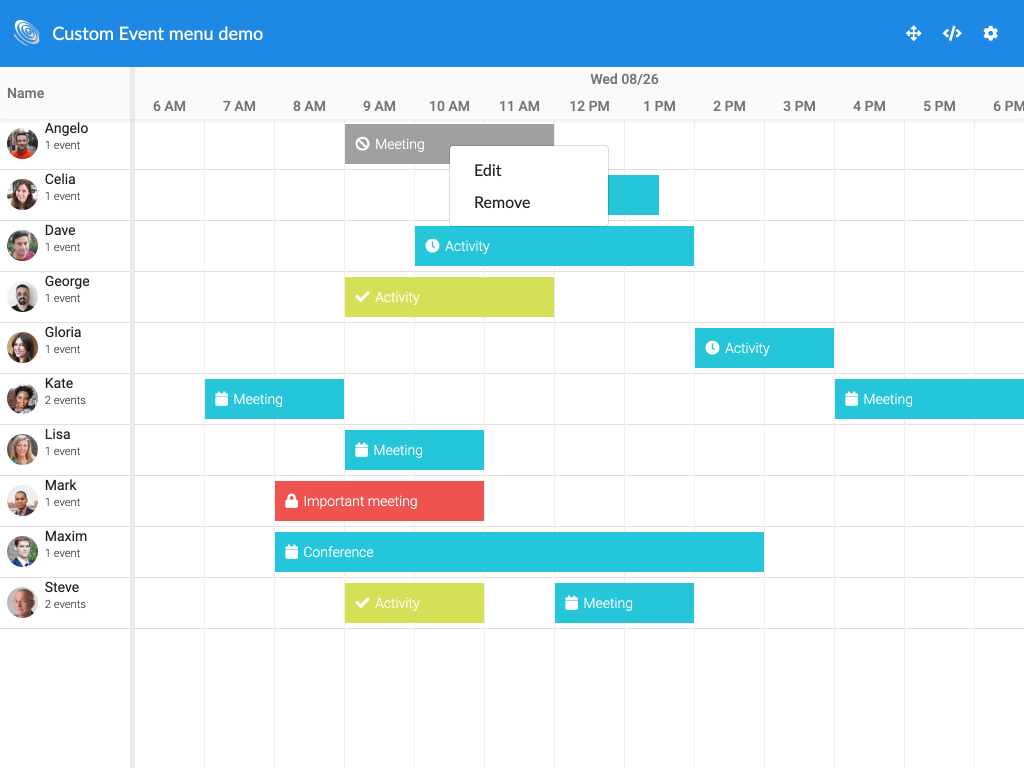 Custom Event menu demo
Name
Wed 08/26
6 AM 7 AM 8 AM 9 AM 10 AM 11 AM 12 PM 1 PM 2 PM 3 PM 4 PM 5 PM 6 PM
Angelo
1 event
Meeting
Edit
Remove
Celia
1 event
Dave
1 event
Activity
George
1 event
Activity
Gloria
1 event
Activity
Kate
2 events
Meeting
Meeting
Lisa
1 event
Meeting
Mark
1 event
Important meeting
Maxim
1 event
Conference
Steve
2 events
Activity
Meeting